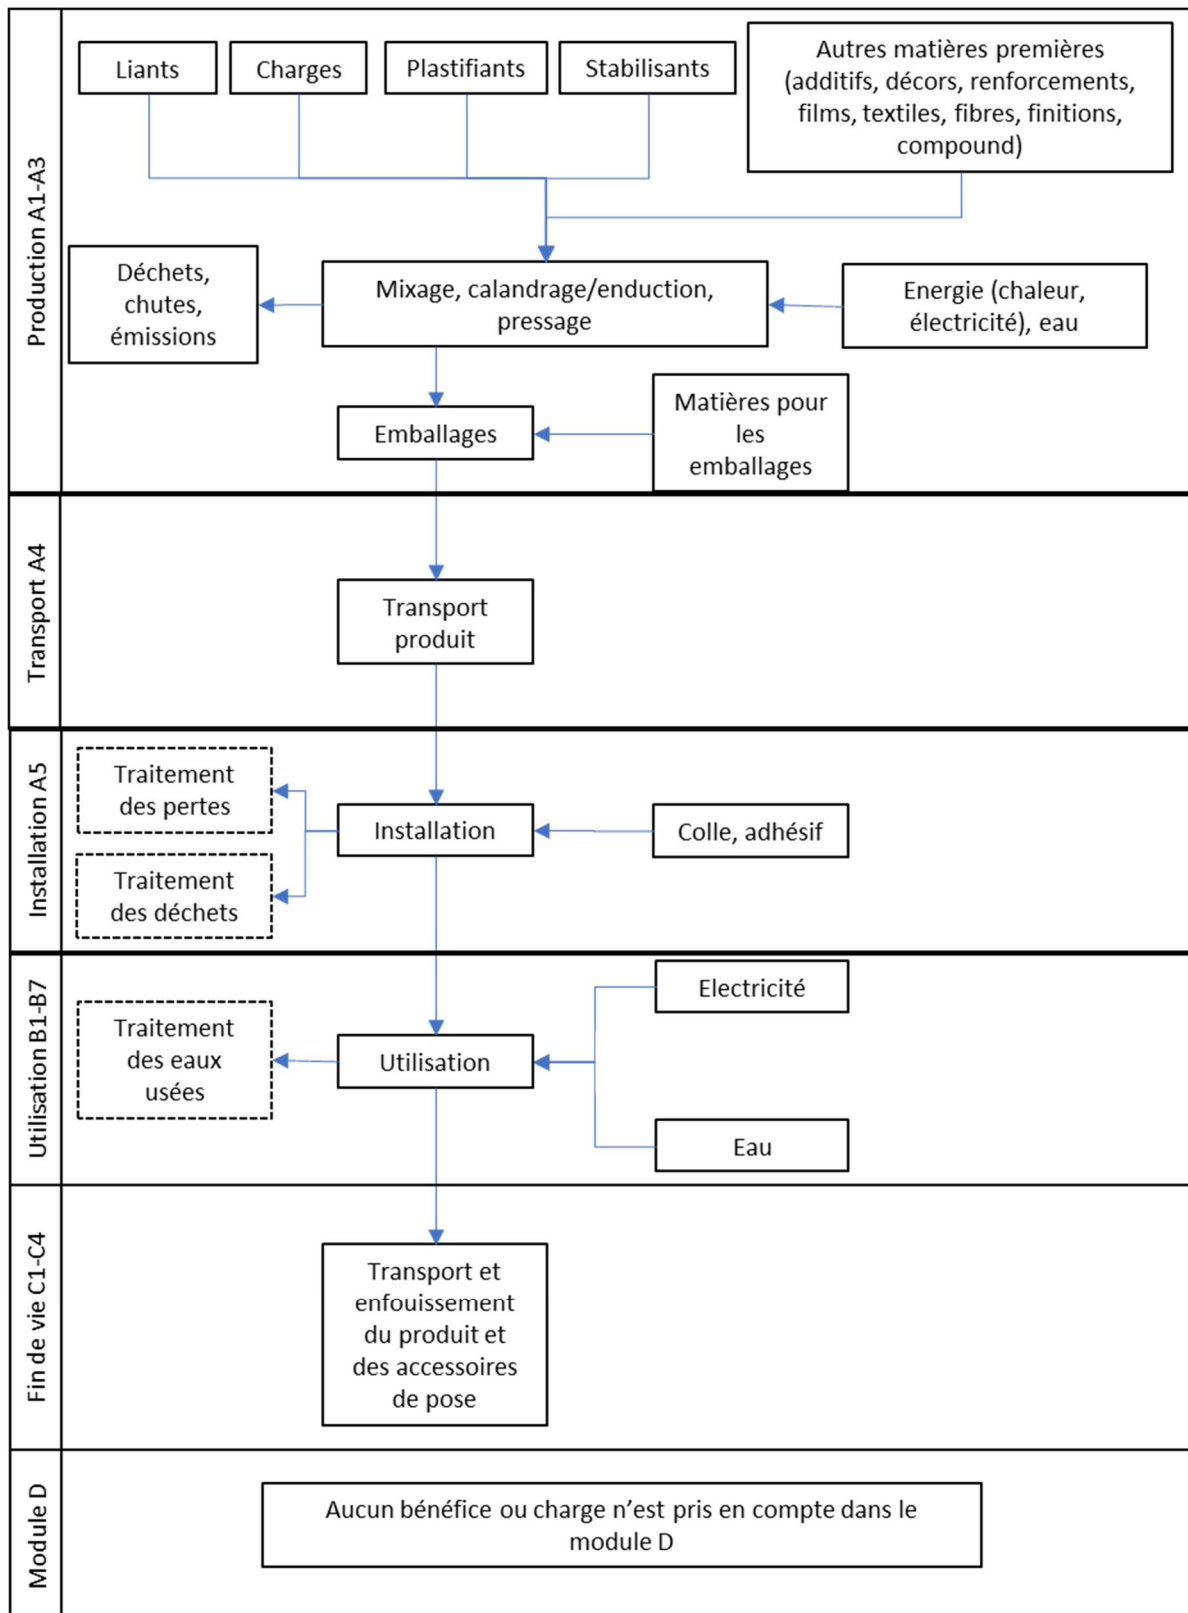 Production A1-A3
Liants
Charges
Plastifiants
Stabilisants
Autres matières premières
(additifs, décors, renforcements,
films, textiles, fibres, finitions,
compound)
Déchets,
chutes,
émissions
Mixage, calandrage/enduction,
pressage
Energie (chaleur,
électricité), eau
Emballages
Matières pour
les
emballages
Transport A4
Transport
produit
Installation A5
Traitement
des pertes
Installation
Colle, adhésif
Traitement
des déchets
Utilisation B1-B7
Electricité
Traitement
des eaux
usées
Utilisation
Eau
Fin de vie C1-C4
Transport et
enfouissement
du produit et
des accessoires
de pose
Module D
Aucun bénéfice ou charge n’est pris en compte dans le
module D